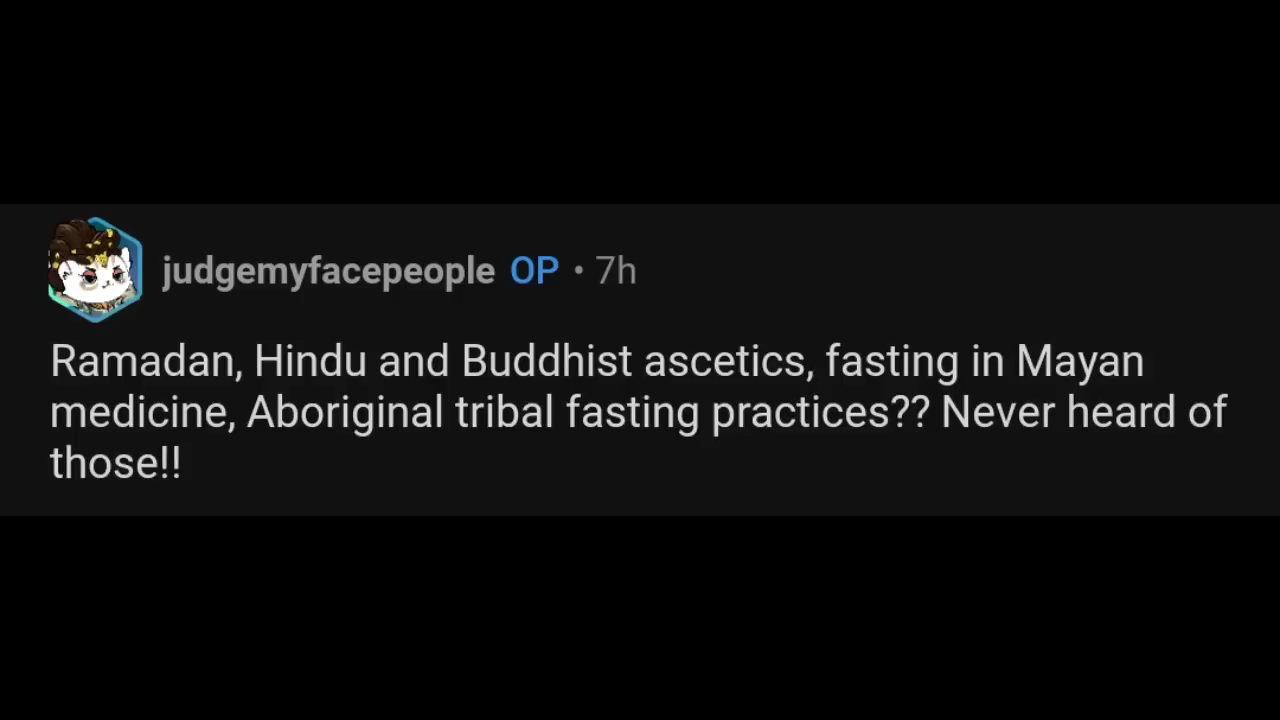 judgemyfacepeople OP • 7h
Ramadan, Hindu and Buddhist ascetics, fasting in Mayan
medicine, Aboriginal tribal fasting practices?? Never heard of
those!!